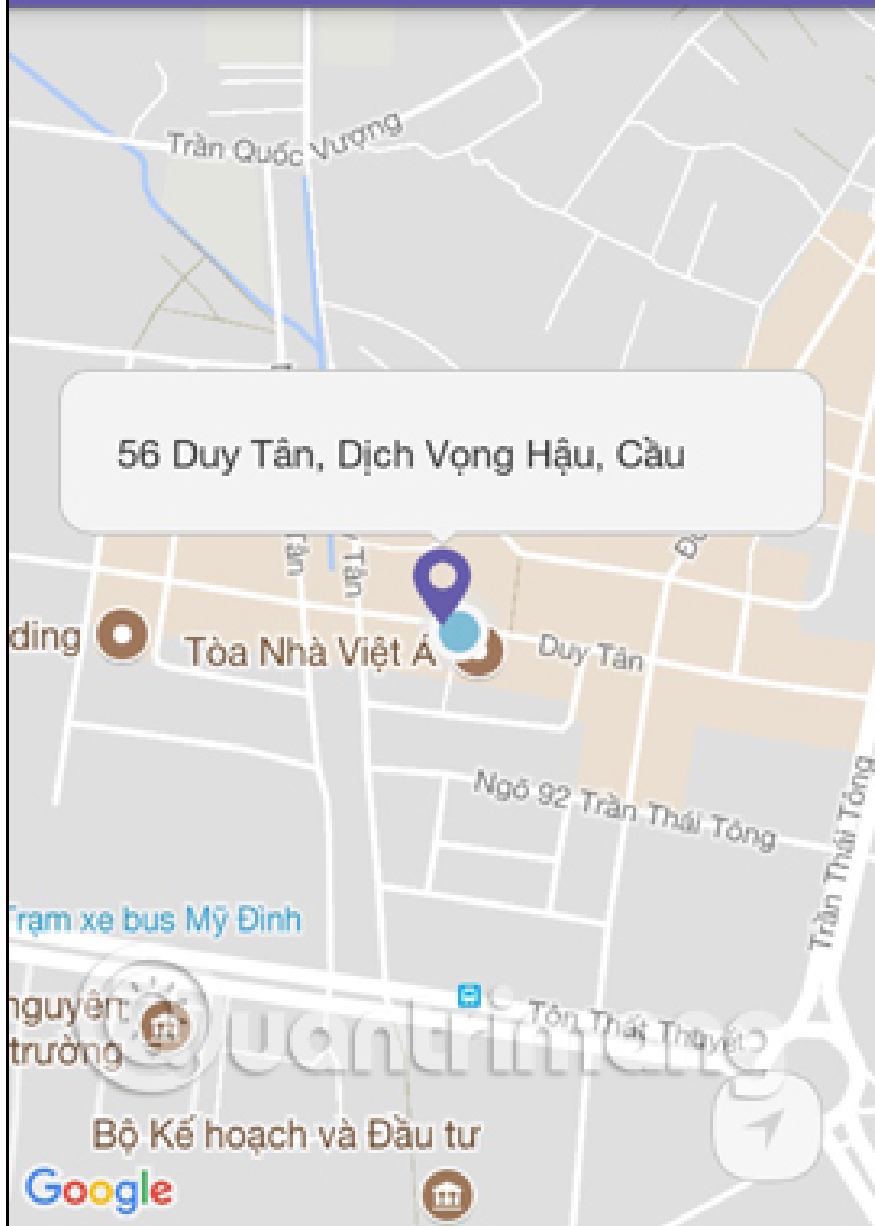 Trần Quốc Vượng
56 Duy Tân, Dịch Vọng Hậu, Cầu
Tân
Tân
ding
Tòa Nhà Việt Á
Duy Tân
Ngõ 92 Trần Thái Tông
Trần Thái Tông
Trạm xe bus Mỹ Đình
nguyên
trường
Tôn Thất Thuyết
Quantrimang
Bộ Kế hoạch và Đầu tư
Google